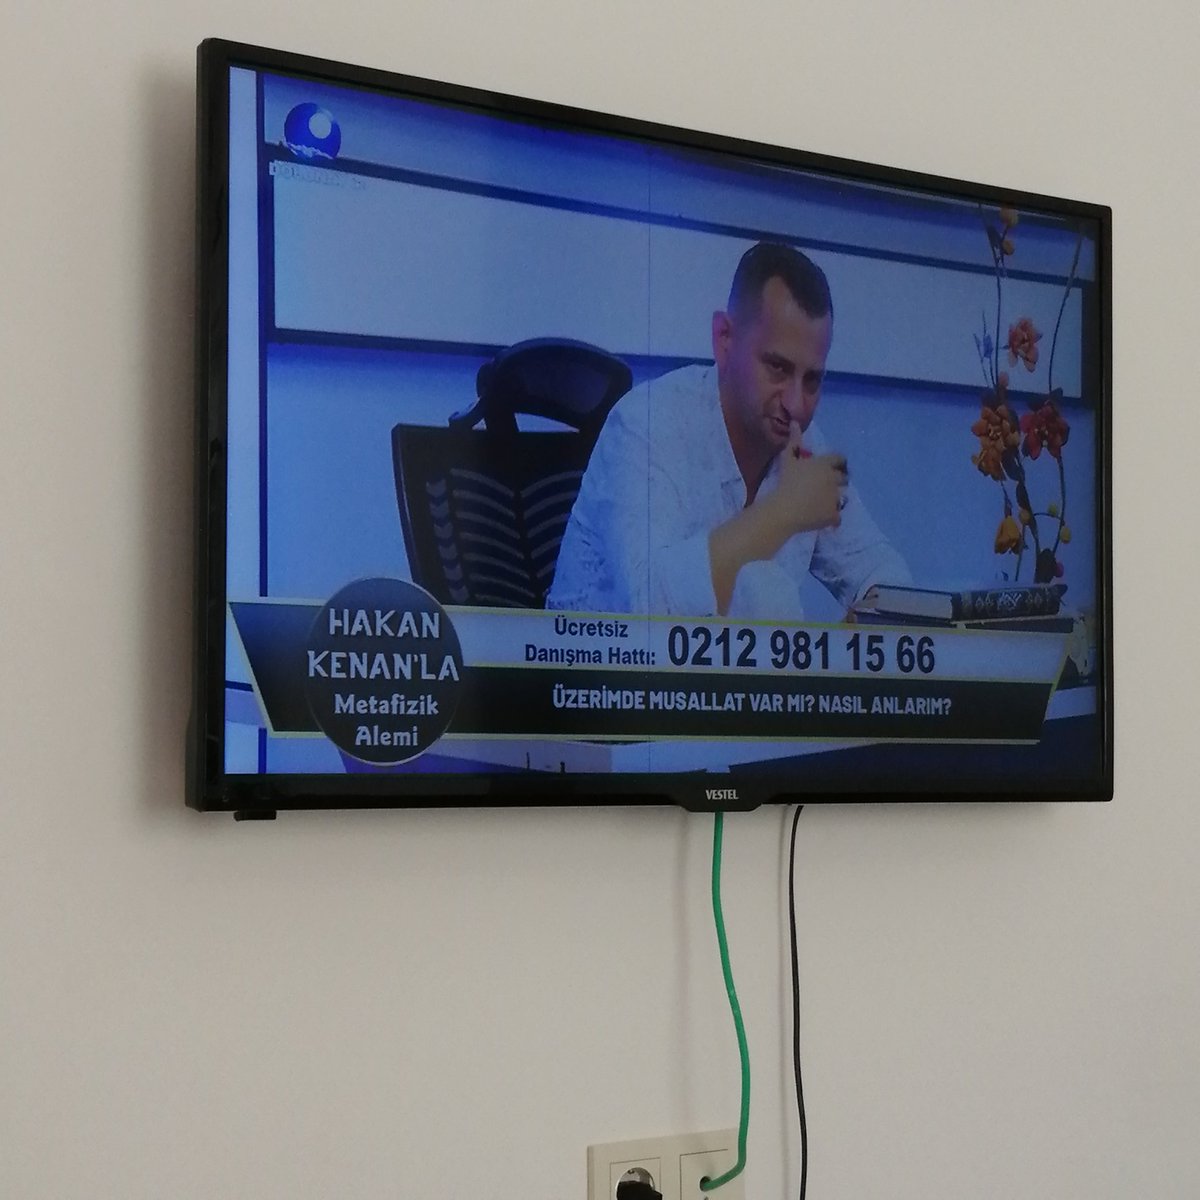 HAKAN
KENAN'LA
Metafizik
Alemi
Ücretsiz
Danışma Hattı: 0212 981 15 66
ÜZERİMDE MUSALLAT VAR MI? NASIL ANLARIM?
VESTEL